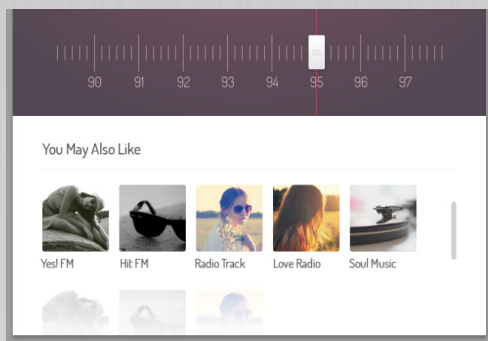 90 91 92 93 94 95 96 97
You May Also Like
Yes! FM Hit FM Radio Track Love Radio Soul Music